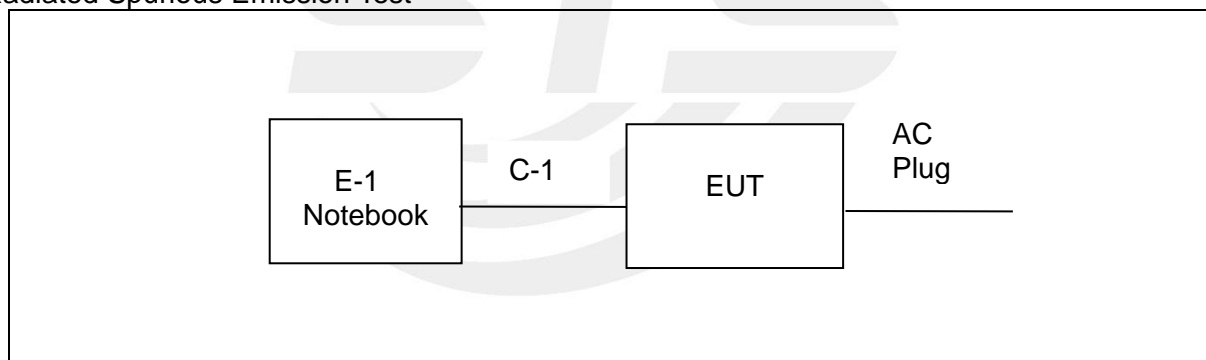 Radiated Spurious Emission Test
E-1
Notebook
C-1
EUT
AC
Plug